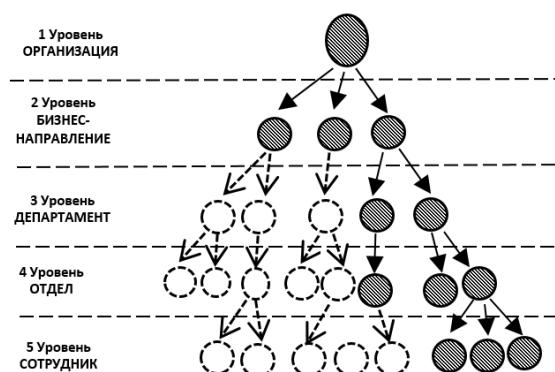 1 Уровень
ОРГАНИЗАЦИЯ
2 Уровень
БИЗНЕС-
НАПРАВЛЕНИЕ
3 Уровень
ДЕПАРТАМЕНТ
4 Уровень
ОТДЕЛ
5 Уровень
СОТРУДНИК